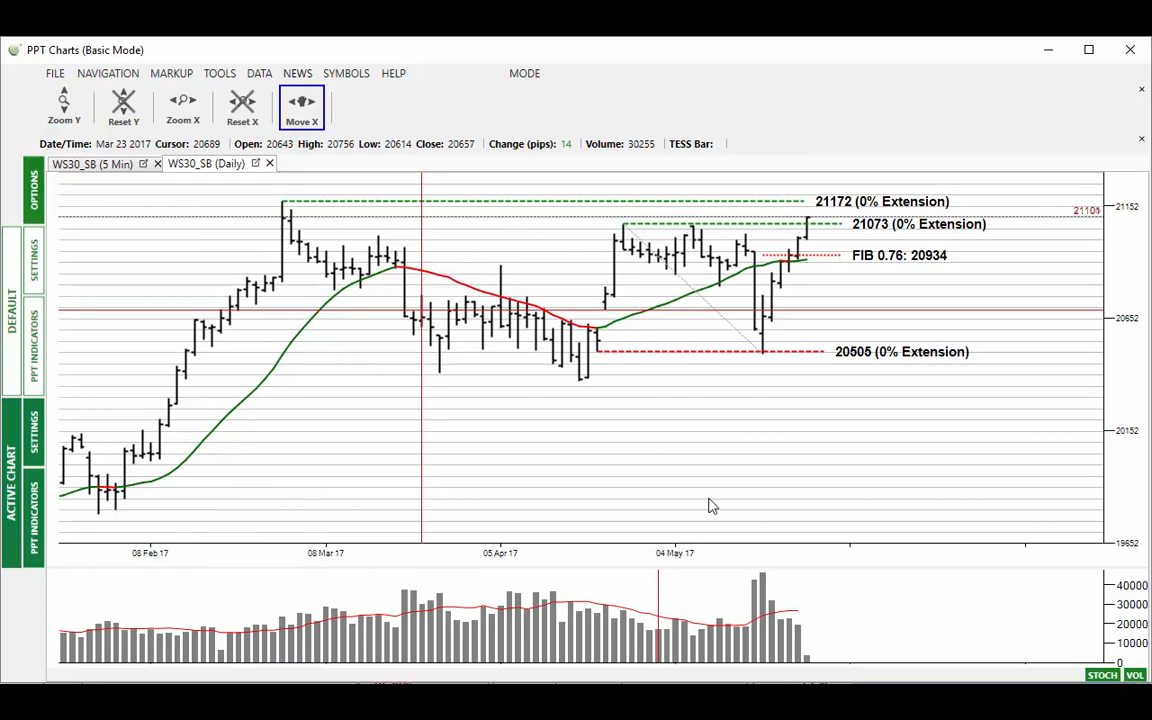 PPT Charts (Basic Mode)
FILE NAVIGATION MARKUP TOOLS DATA NEWS SYMBOLS HELP MODE
Zoom Y Reset Y Zoom X Reset X Move X
Date/Time: Mar 23 2017 Cursor: 20689 Open: 20643 High: 20756 Low: 20614 Close: 20657 Change (pips): 14 Volume: 30255 TESS Bar:
WS30_SB (5 Min) WS30_SB (Daily)
OPTIONS
SETTINGS
PPT INDICATORS
DEFAULT
SETTINGS
PPT INDICATORS
ACTIVE CHART
21172 (0% Extension)
21152
21073 (0% Extension)
FIB 0.76: 20934
20652
20505 (0% Extension)
20152
19652
08 Feb 17 08 Mar 17 05 Apr 17 04 May 17
40000
30000
20000
10000
0
STOCH VOL